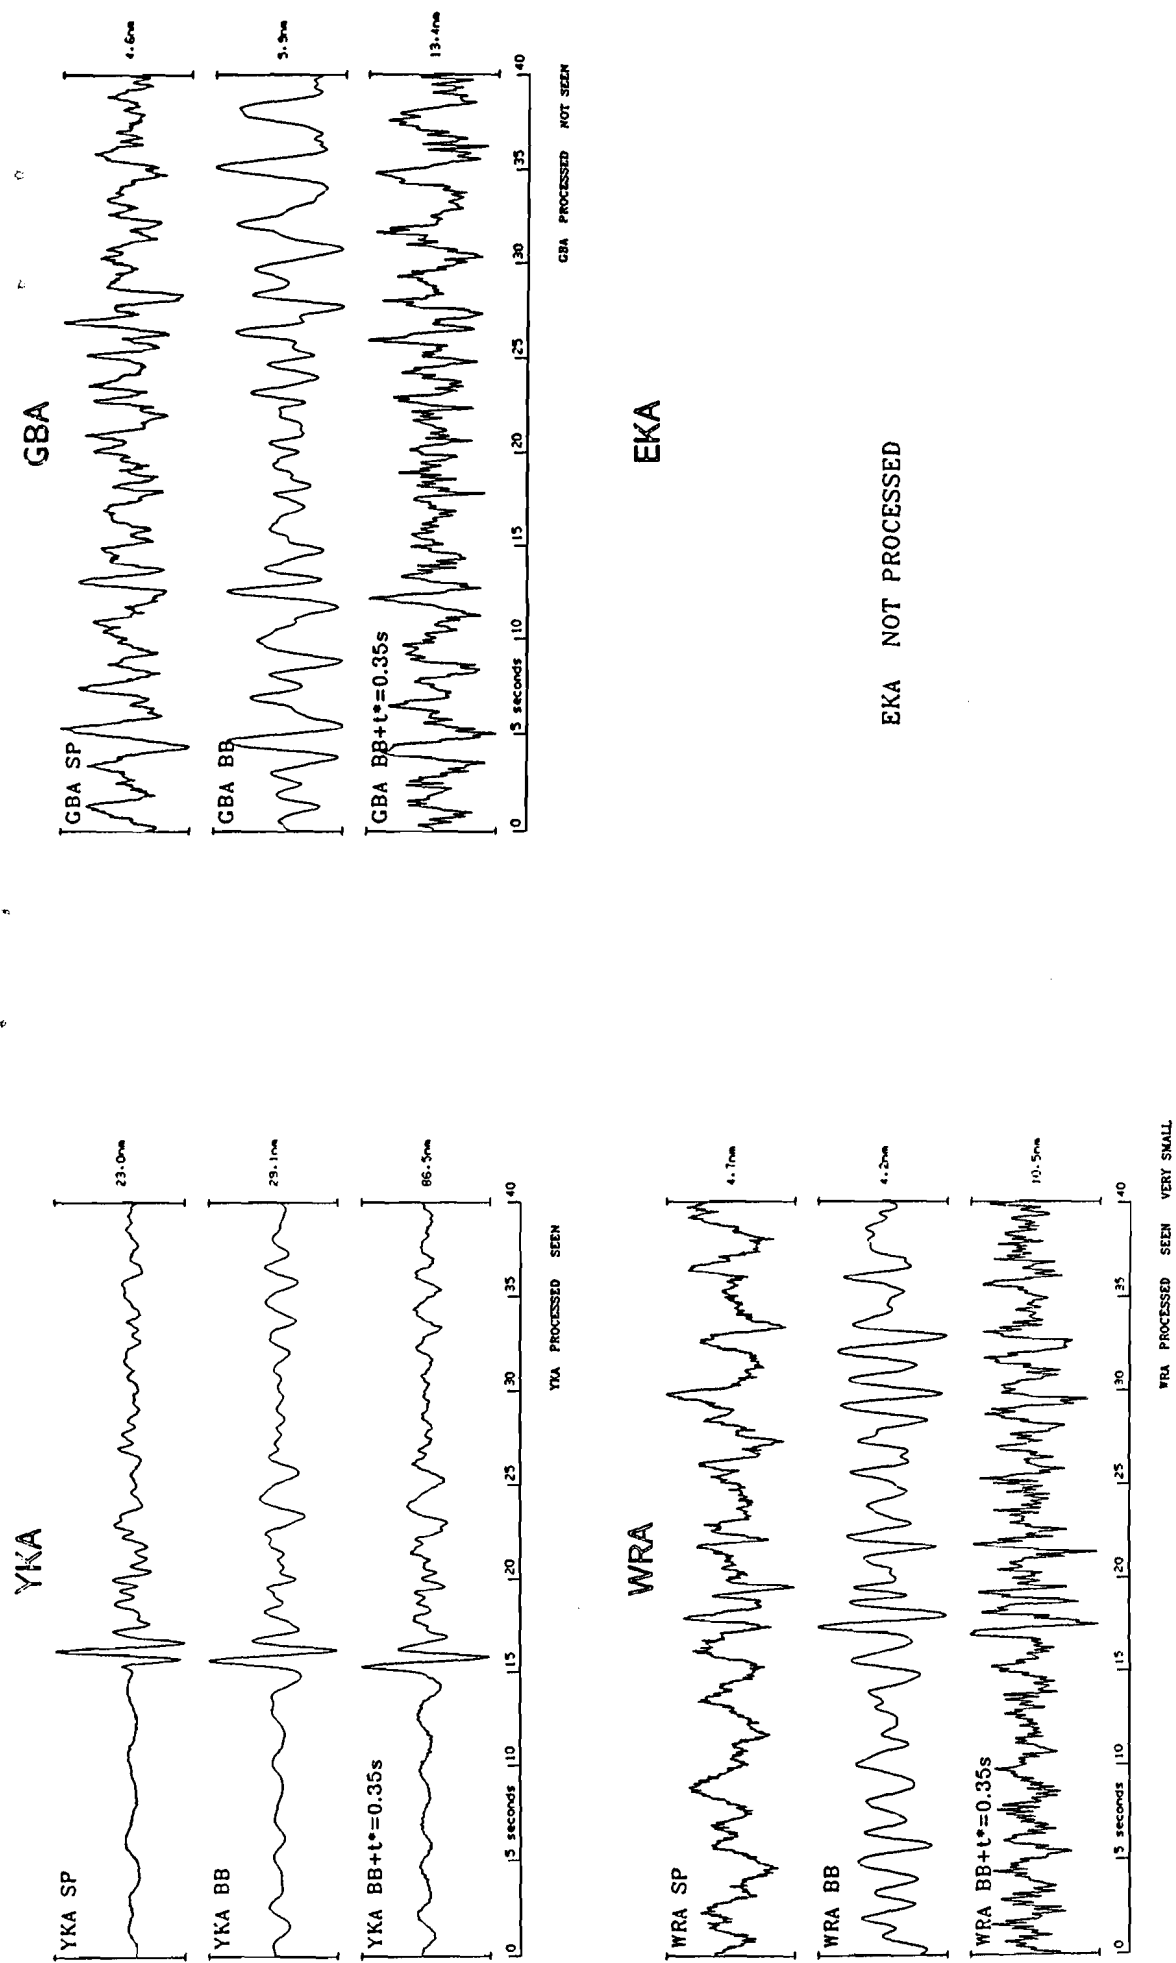 YKA
YKA SP
23.0nm
YKA BB
29.1nm
YKA BB+t*=0.35s
86.5nm
0 5 seconds 10 15 20 25 30 35 40
YKA PROCESSED SEEN
GBA
GBA SP
4.6nm
GBA BB
GBA BB+t*=0.35s
13.4nm
0 5 seconds 10 15 20 25 30 35 40
GBA PROCESSED NOT SEEN
WRA
WRA SP
4.7nm
WRA BB
4.2nm
WRA BB+t*=0.35s
10.5nm
0 5 seconds 10 15 20 25 30 35 40
WRA PROCESSED SEEN VERY SMALL
EKA
EKA NOT PROCESSED